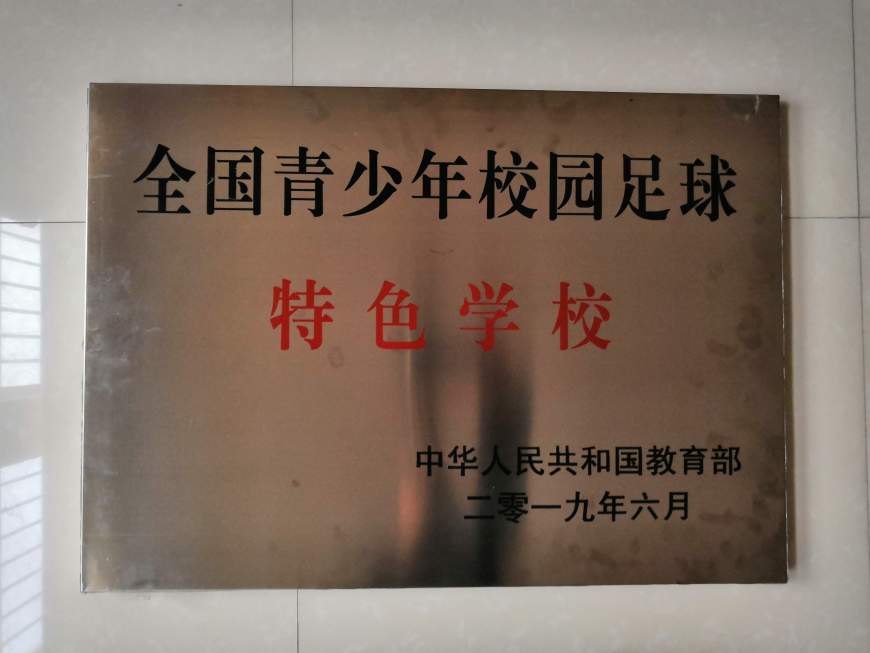 全国青少年校园足球
特色学校
中华人民共和国教育部
二零一九年六月